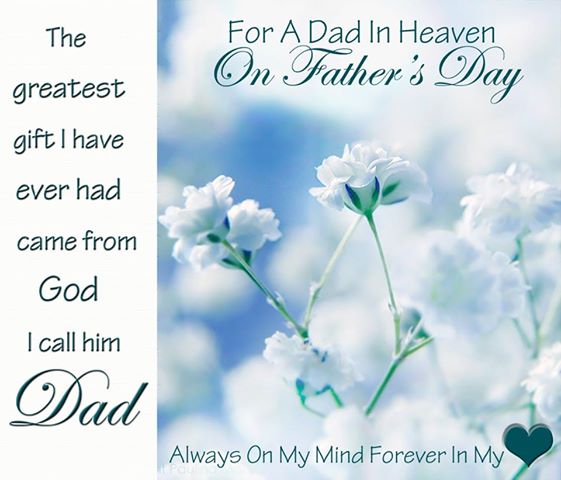 The
greatest
gift I have
ever had
came from
God
I call him
Dad
For A Dad In Heaven
On Father's Day
Always On My Mind Forever In My